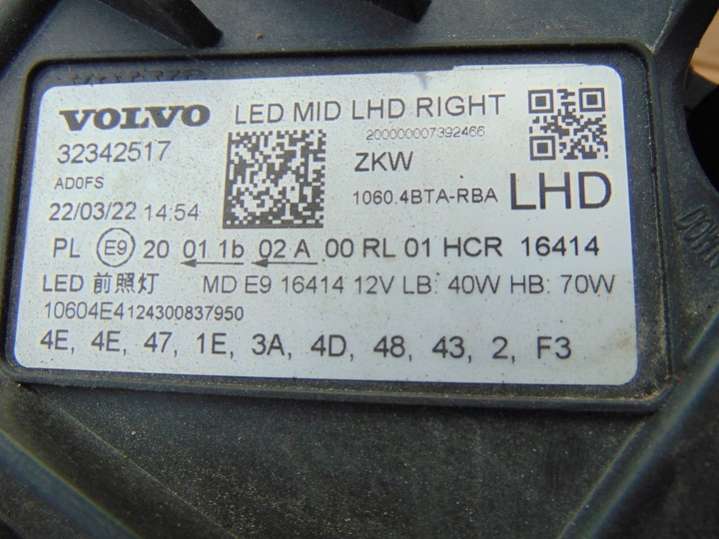 VOLVO LED MID LHD RIGHT
200000007392466
32342517 ZKW
AD0FS 1060.4BTA-RBA LHD
22/03/22 14:54
PL E9 20 01 1b 02 A 00 RL 01 HCR 16414
LED 前照灯 MD E9 16414 12V LB: 40W HB: 70W
10604E4124300837950
4E, 4E, 47, 1E, 3A, 4D, 48, 43, 2, F3